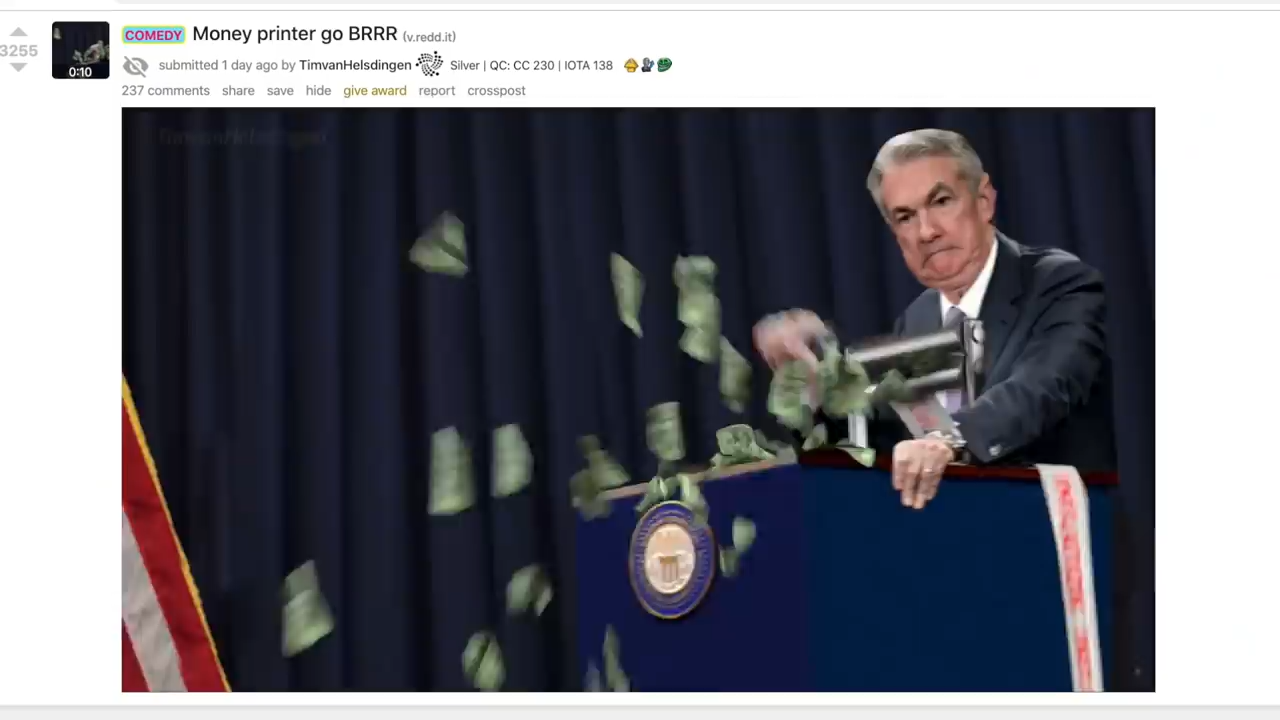 COMEDY Money printer go BRRR (v.redd.it)
3255
0:10
submitted 1 day ago by TimvanHelsdingen Silver | QC: CC 230 | IOTA 138
237 comments share save hide give award report crosspost